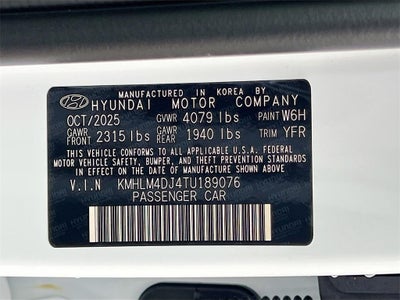 MANUFACTURED IN KOREA BY
HYUNDAI MOTOR COMPANY
OCT/2025 GVWR 4079 lbs PAINT W6H
GAWR FRONT 2315 lbs GAWR REAR 1940 lbs TRIM YFR
THIS VEHICLE CONFORMS TO ALL APPLICABLE U.S.A. FEDERAL
MOTOR VEHICLE SAFETY, BUMPER, AND THEFT PREVENTION STANDARDS
IN EFFECT ON THE DATE OF MANUFACTURE SHOWN ABOVE.
V.I.N KMHLM4DJ4TU189076
PASSENGER CAR